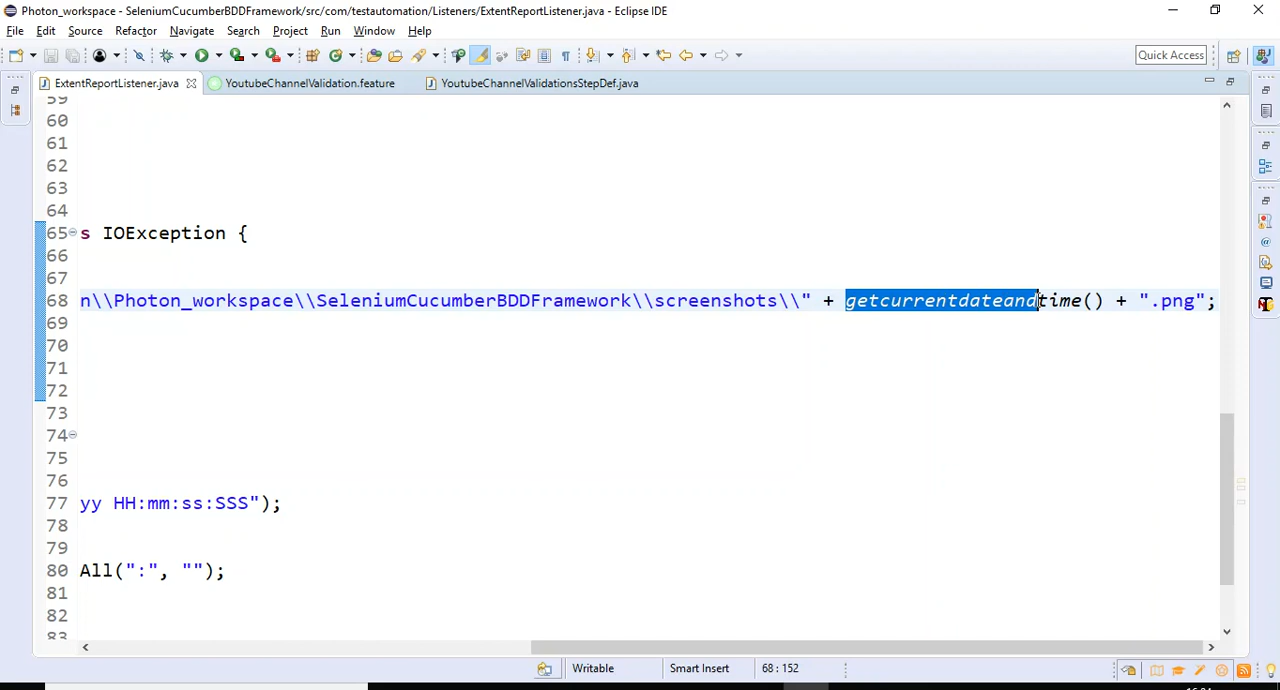 Photon_workspace - SeleniumCucumberBDDFramework/src/com/testautomation/Listeners/ExtentReportListener.java - Eclipse IDE
File Edit Source Refactor Navigate Search Project Run Window Help
Quick Access
ExtentReportListener.java YoutubeChannelValidation.feature YoutubeChannelValidationsStepDef.java
59
60
61
62
63
64
65 s IOException {
66
67
68 n\\Photon_workspace\\SeleniumCucumberBDDFramework\\screenshots\\" + getcurrentdateandtime() + ".png";
69
70
71
72
73
74
75
76
77 yy HH:mm:ss:SSS");
78
79
80 All(":", "");
81
82
83
Writable Smart Insert 68 : 152